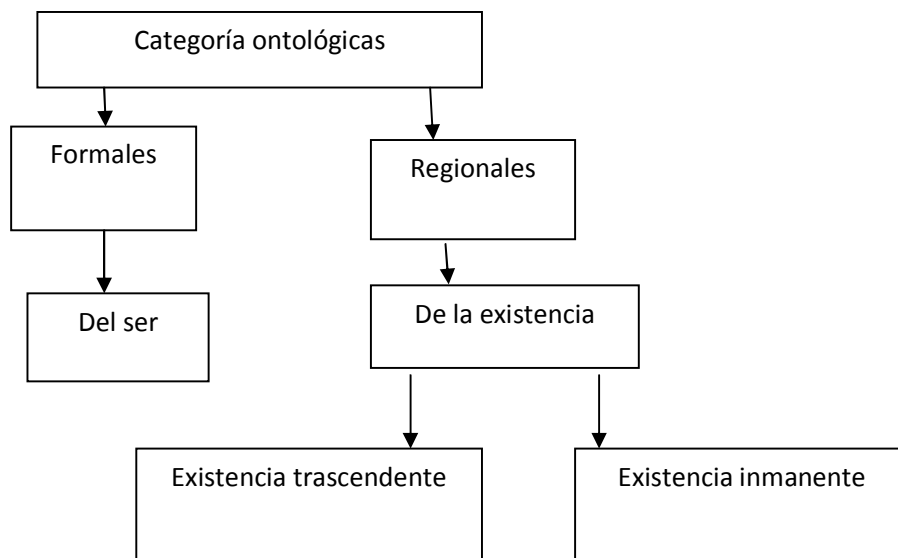 Categoría ontológicas
Formales
Regionales
Del ser
De la existencia
Existencia trascendente
Existencia inmanente